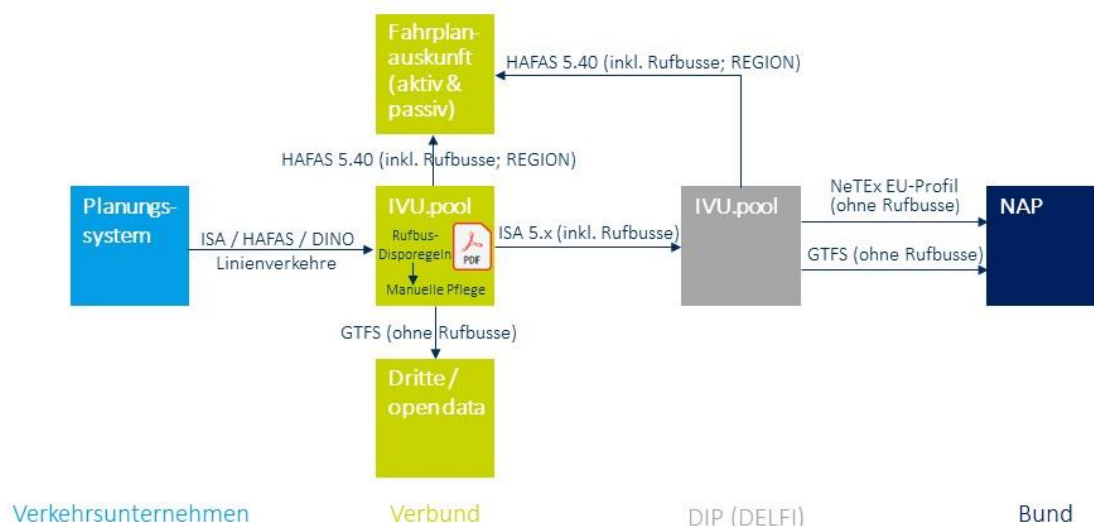 Fahrplan-
auskunft
(aktiv &
passiv)
HAFAS 5.40 (inkl. Rufbusse; REGION)
HAFAS 5.40 (inkl. Rufbusse; REGION)
Planungs-
system
ISA / HAFAS / DINO
Linienverkehre
IVU.pool
Rufbus-
Disporegeln
PDF
Manuelle Pflege
ISA 5.x (inkl. Rufbusse)
IVU.pool
NeTEx EU-Profil
(ohne Rufbusse)
GTFS (ohne Rufbusse)
NAP
GTFS (ohne Rufbusse)
Dritte /
open data
Verkehrsunternehmen
Verbund
DIP (DELFI)
Bund